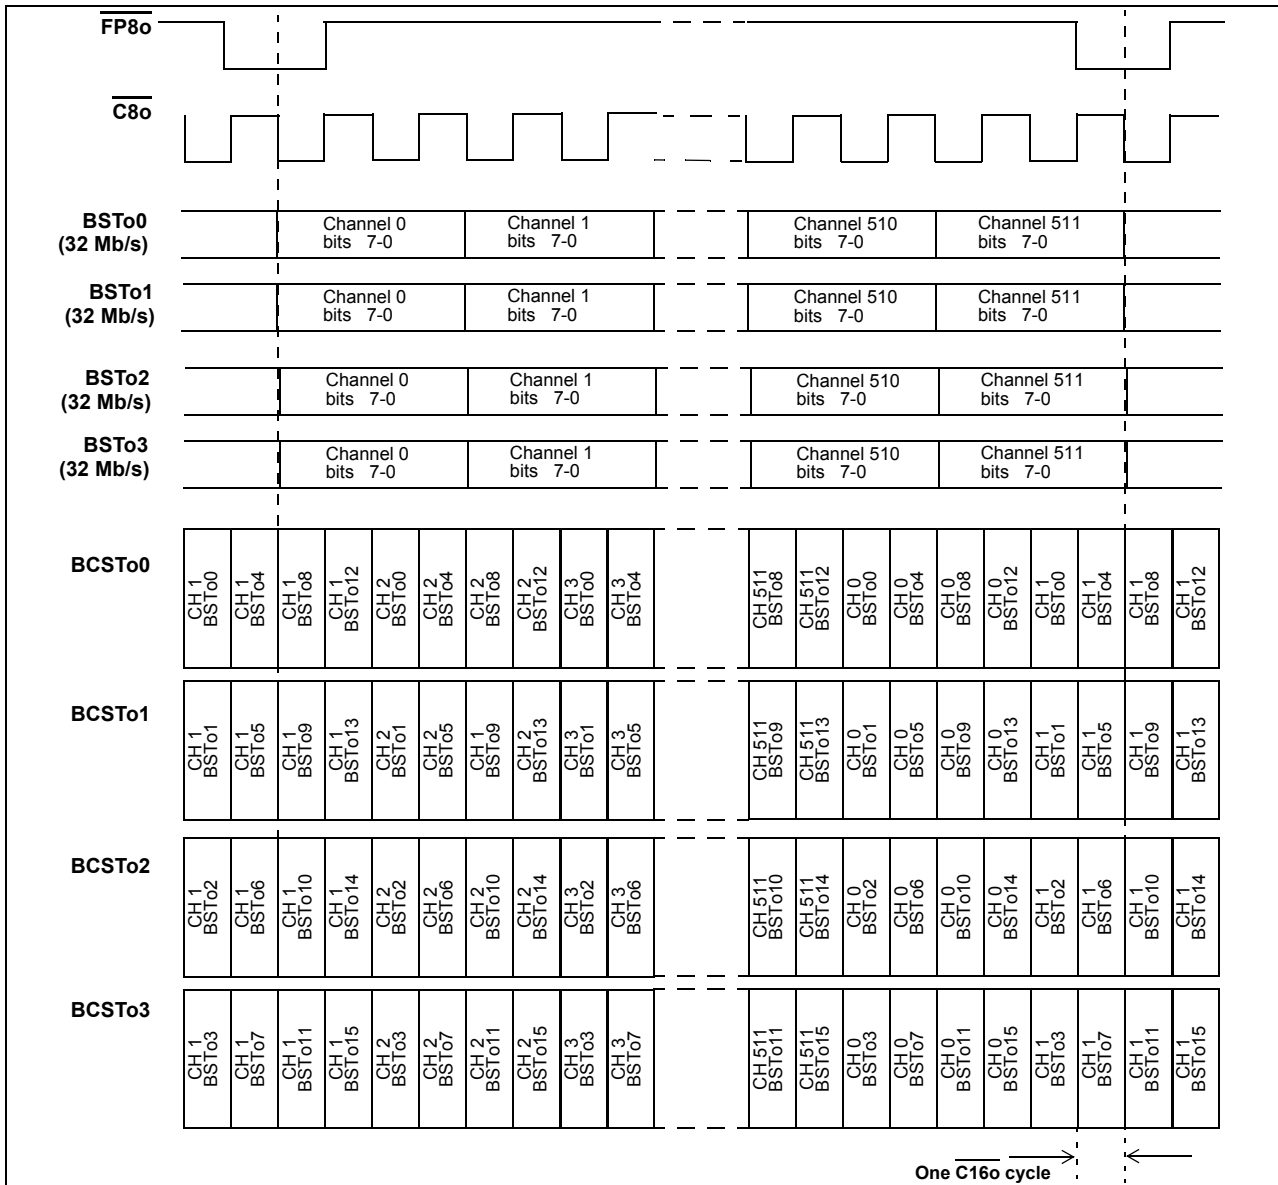 FP8o
C8o
BSTo0
(32 Mb/s)
Channel 0
bits 7-0
Channel 1
bits 7-0
Channel 510
bits 7-0
Channel 511
bits 7-0
BSTo1
(32 Mb/s)
Channel 0
bits 7-0
Channel 1
bits 7-0
Channel 510
bits 7-0
Channel 511
bits 7-0
BSTo2
(32 Mb/s)
Channel 0
bits 7-0
Channel 1
bits 7-0
Channel 510
bits 7-0
Channel 511
bits 7-0
BSTo3
(32 Mb/s)
Channel 0
bits 7-0
Channel 1
bits 7-0
Channel 510
bits 7-0
Channel 511
bits 7-0
BCSTo0
CH 1
BSTo0
CH 1
BSTo4
CH 1
BSTo8
CH 1
BSTo12
CH 2
BSTo0
CH 2
BSTo4
CH 2
BSTo8
CH 2
BSTo12
CH 3
BSTo0
CH 3
BSTo4
CH 511
BSTo8
CH 511
BSTo12
CH 0
BSTo0
CH 0
BSTo4
CH 0
BSTo8
CH 0
BSTo12
CH 1
BSTo0
CH 1
BSTo4
CH 1
BSTo8
CH 1
BSTo12
BCSTo1
CH 1
BSTo1
CH 1
BSTo5
CH 1
BSTo9
CH 1
BSTo13
CH 2
BSTo1
CH 2
BSTo5
CH 1
BSTo9
CH 2
BSTo13
CH 3
BSTo1
CH 3
BSTo5
CH 511
BSTo9
CH 511
BSTo13
CH 0
BSTo1
CH 0
BSTo5
CH 0
BSTo9
CH 0
BSTo13
CH 1
BSTo1
CH 1
BSTo5
CH 1
BSTo9
CH 1
BSTo13
BCSTo2
CH 1
BSTo2
CH 1
BSTo6
CH 1
BSTo10
CH 1
BSTo14
CH 2
BSTo2
CH 2
BSTo6
CH 2
BSTo10
CH 2
BSTo14
CH 3
BSTo2
CH 3
BSTo6
CH 511
BSTo10
CH 511
BSTo14
CH 0
BSTo2
CH 0
BSTo6
CH 0
BSTo10
CH 0
BSTo14
CH 1
BSTo2
CH 1
BSTo6
CH 1
BSTo10
CH 1
BSTo14
BCSTo3
CH 1
BSTo3
CH 1
BSTo7
CH 1
BSTo11
CH 1
BSTo15
CH 2
BSTo3
CH 2
BSTo7
CH 2
BSTo11
CH 2
BSTo15
CH 3
BSTo3
CH 3
BSTo7
CH 511
BSTo11
CH 511
BSTo15
CH 0
BSTo3
CH 0
BSTo7
CH 0
BSTo11
CH 0
BSTo15
CH 1
BSTo3
CH 1
BSTo7
CH 1
BSTo11
CH 1
BSTo15
One C16o cycle